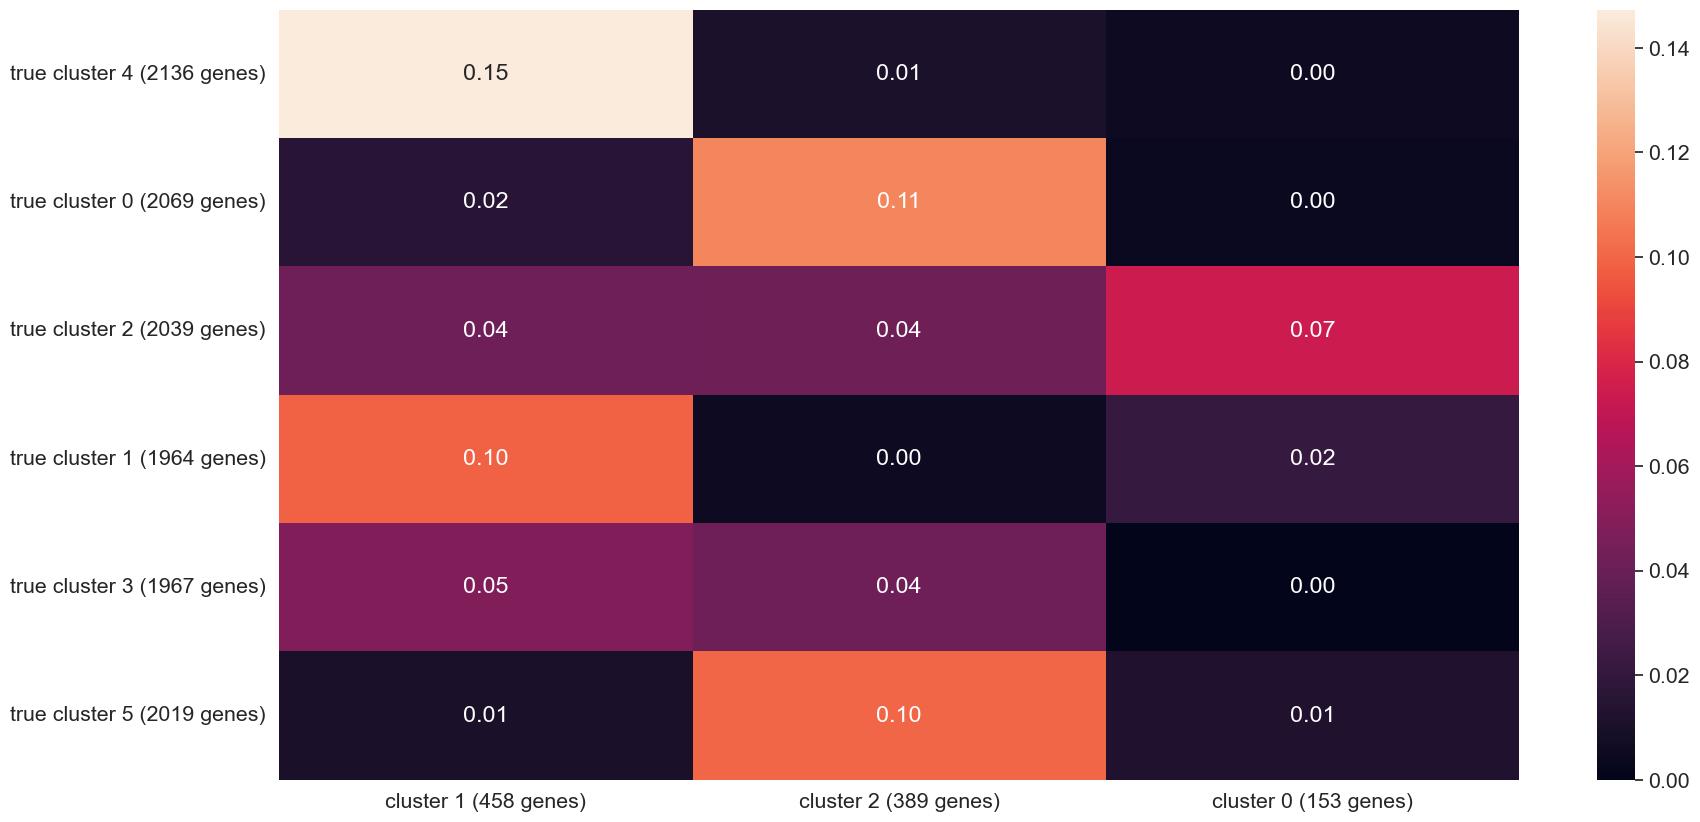 true cluster 4 (2136 genes) 0.15 0.01 0.00
true cluster 0 (2069 genes) 0.02 0.11 0.00
true cluster 2 (2039 genes) 0.04 0.04 0.07
true cluster 1 (1964 genes) 0.10 0.00 0.02
true cluster 3 (1967 genes) 0.05 0.04 0.00
true cluster 5 (2019 genes) 0.01 0.10 0.01
cluster 1 (458 genes) cluster 2 (389 genes) cluster 0 (153 genes)
0.14
0.12
0.10
0.08
0.06
0.04
0.02
0.00